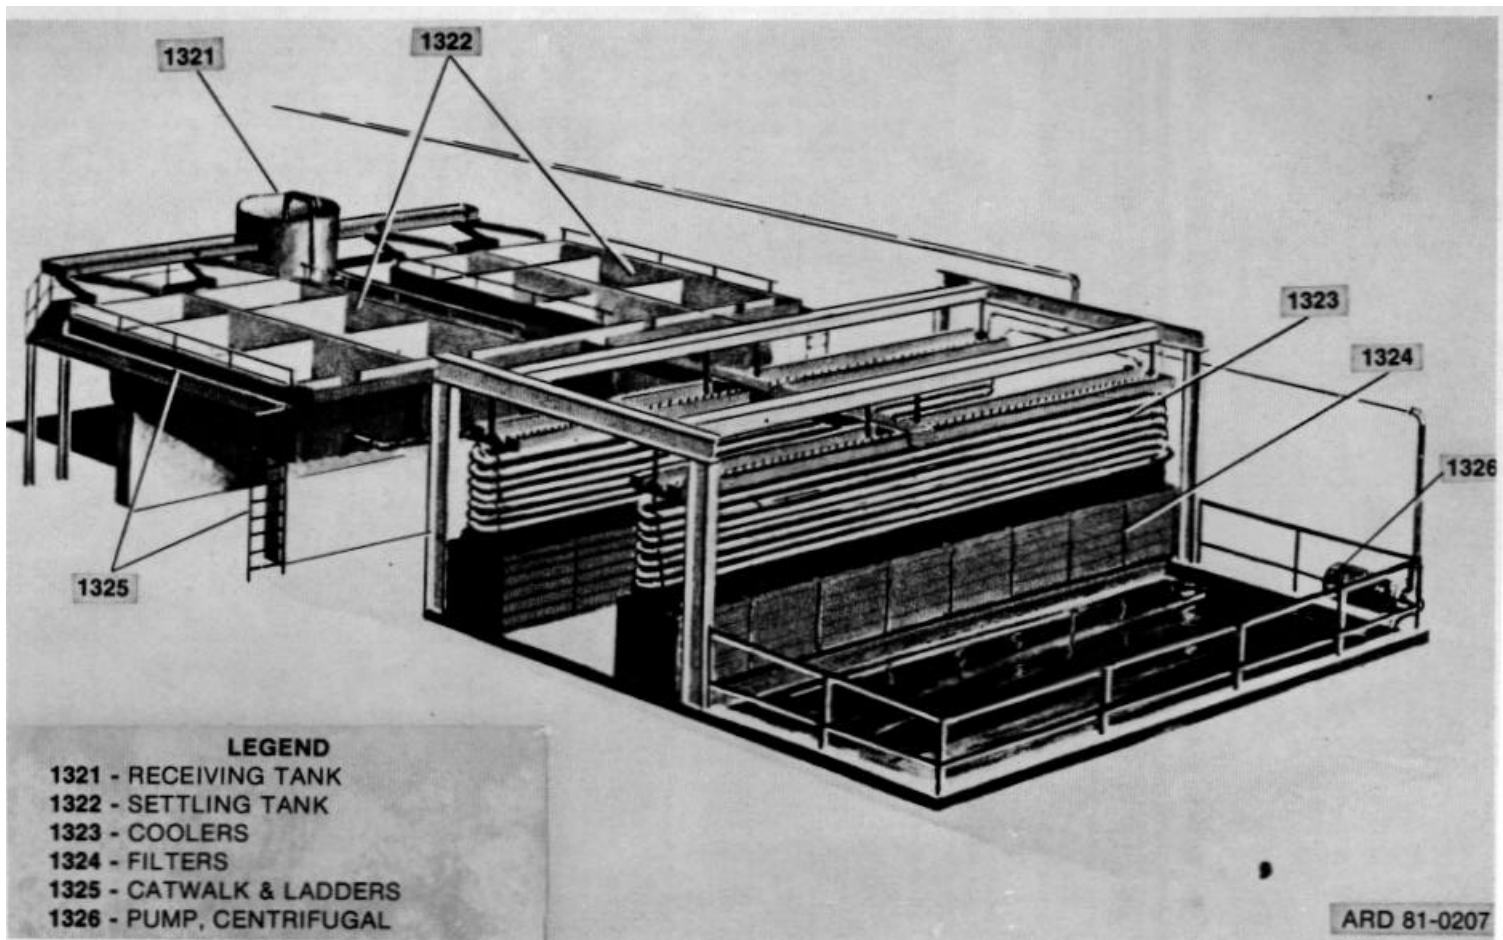 1321
1322
1323
1324
1326
1325
LEGEND
1321 - RECEIVING TANK
1322 - SETTLING TANK
1323 - COOLERS
1324 - FILTERS
1325 - CATWALK & LADDERS
1326 - PUMP, CENTRIFUGAL
ARD 81-0207